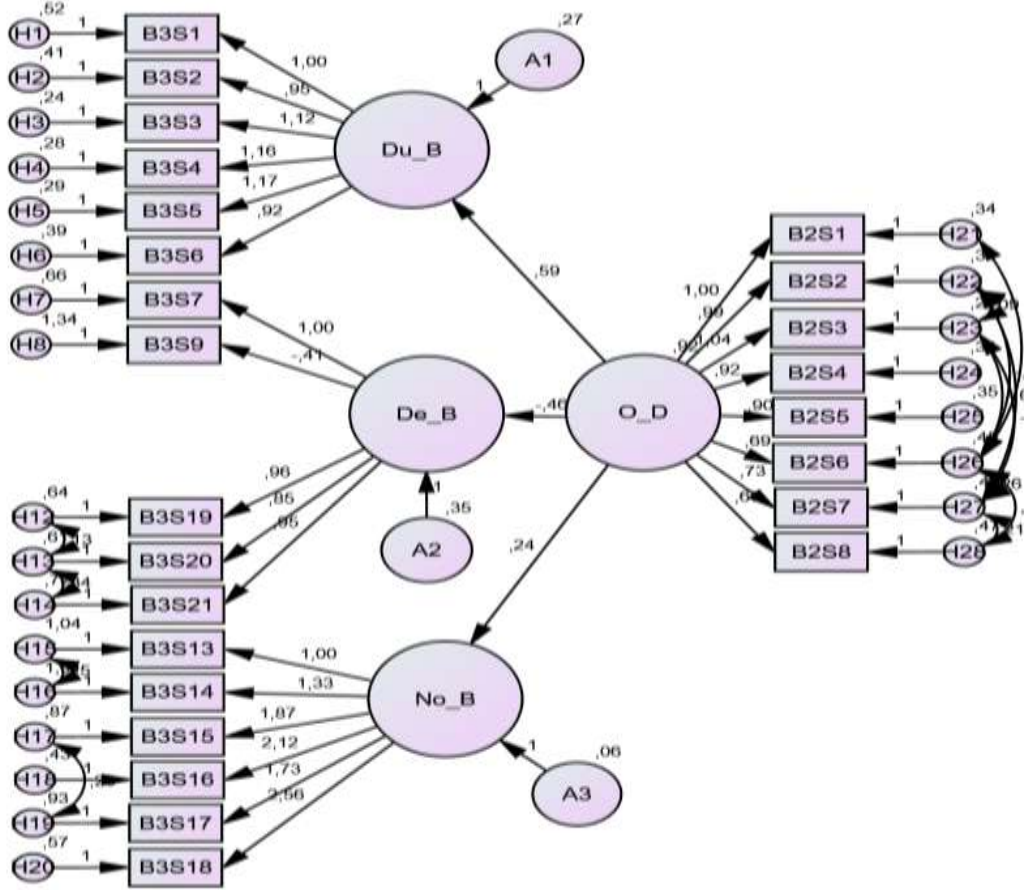 ,52
H1 1 B3S1
,41
H2 1 B3S2
,24
H3 1 B3S3
,28
H4 1 B3S4
,29
H5 1 B3S5
,39
H6 1 B3S6
,66
H7 1 B3S7
1,34
H8 1 B3S9
1,00
,95
1,12
1,16
1,17
,92
Du_B
,27
A1
1
,59
1,00
-,41
De_B
-,46
O_D
,96
,85
,95
1
,35
A2
,24
,64
H12 1 B3S19
H13 1 B3S20
H14 1 B3S21
1,04
H15 1 B3S13
H16 1 B3S14
,87
H17 1 B3S15
,43
H18 1 B3S16
,93
H19 1 B3S17
,57
H20 1 B3S18
1,00
1,33
1,87
2,12
1,73
2,56
No_B
1
,06
A3
1,00
,99
1,04
,92
,92
,90
,69
,73
B2S1 1 H21 ,34
B2S2 1 H22
B2S3 1 H23
B2S4 1 H24
B2S5 1 H25 ,35
B2S6 1 H26
B2S7 1 H27
B2S8 1 H28